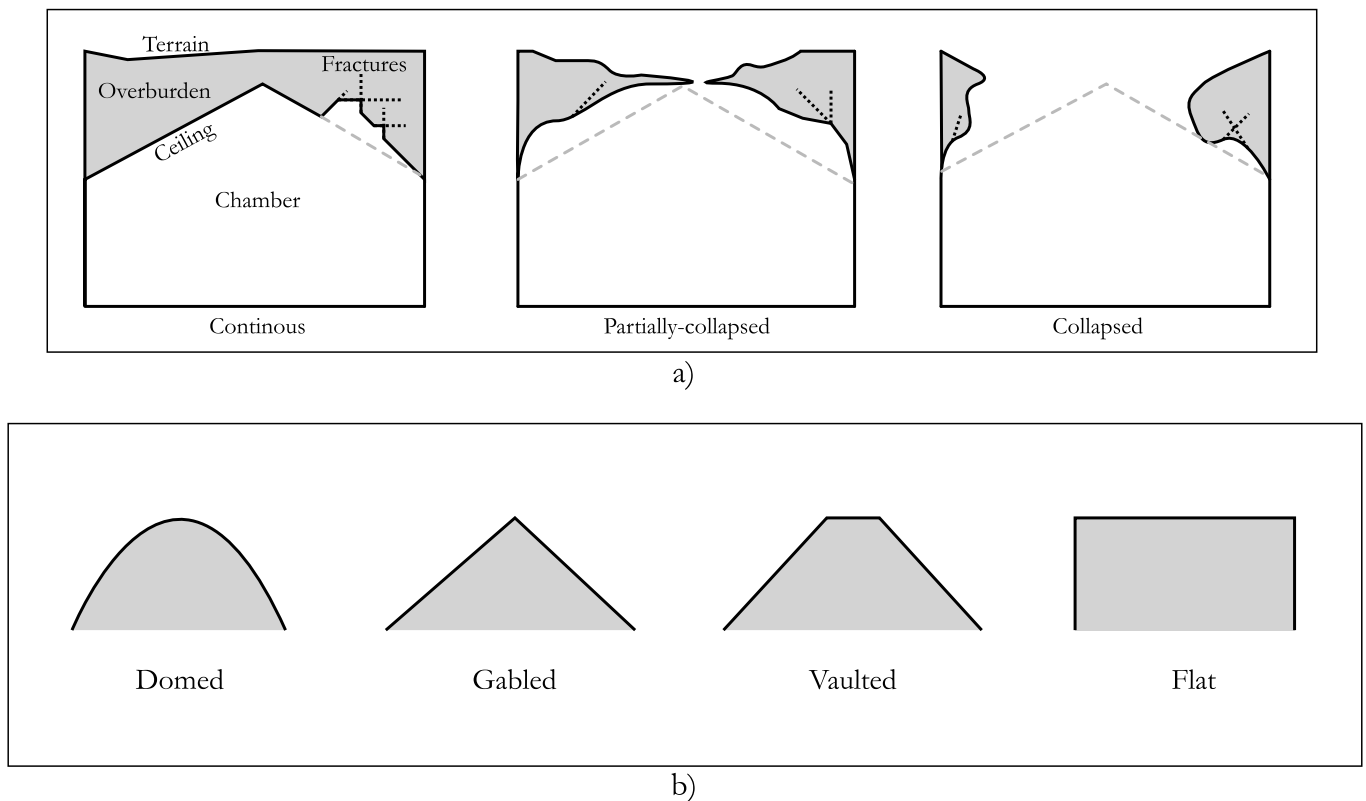 Terrain
Fractures
Overburden
Ceiling
Chamber
Continous
Partially-collapsed
Collapsed
a)
Domed
Gabled
Vaulted
Flat
b)